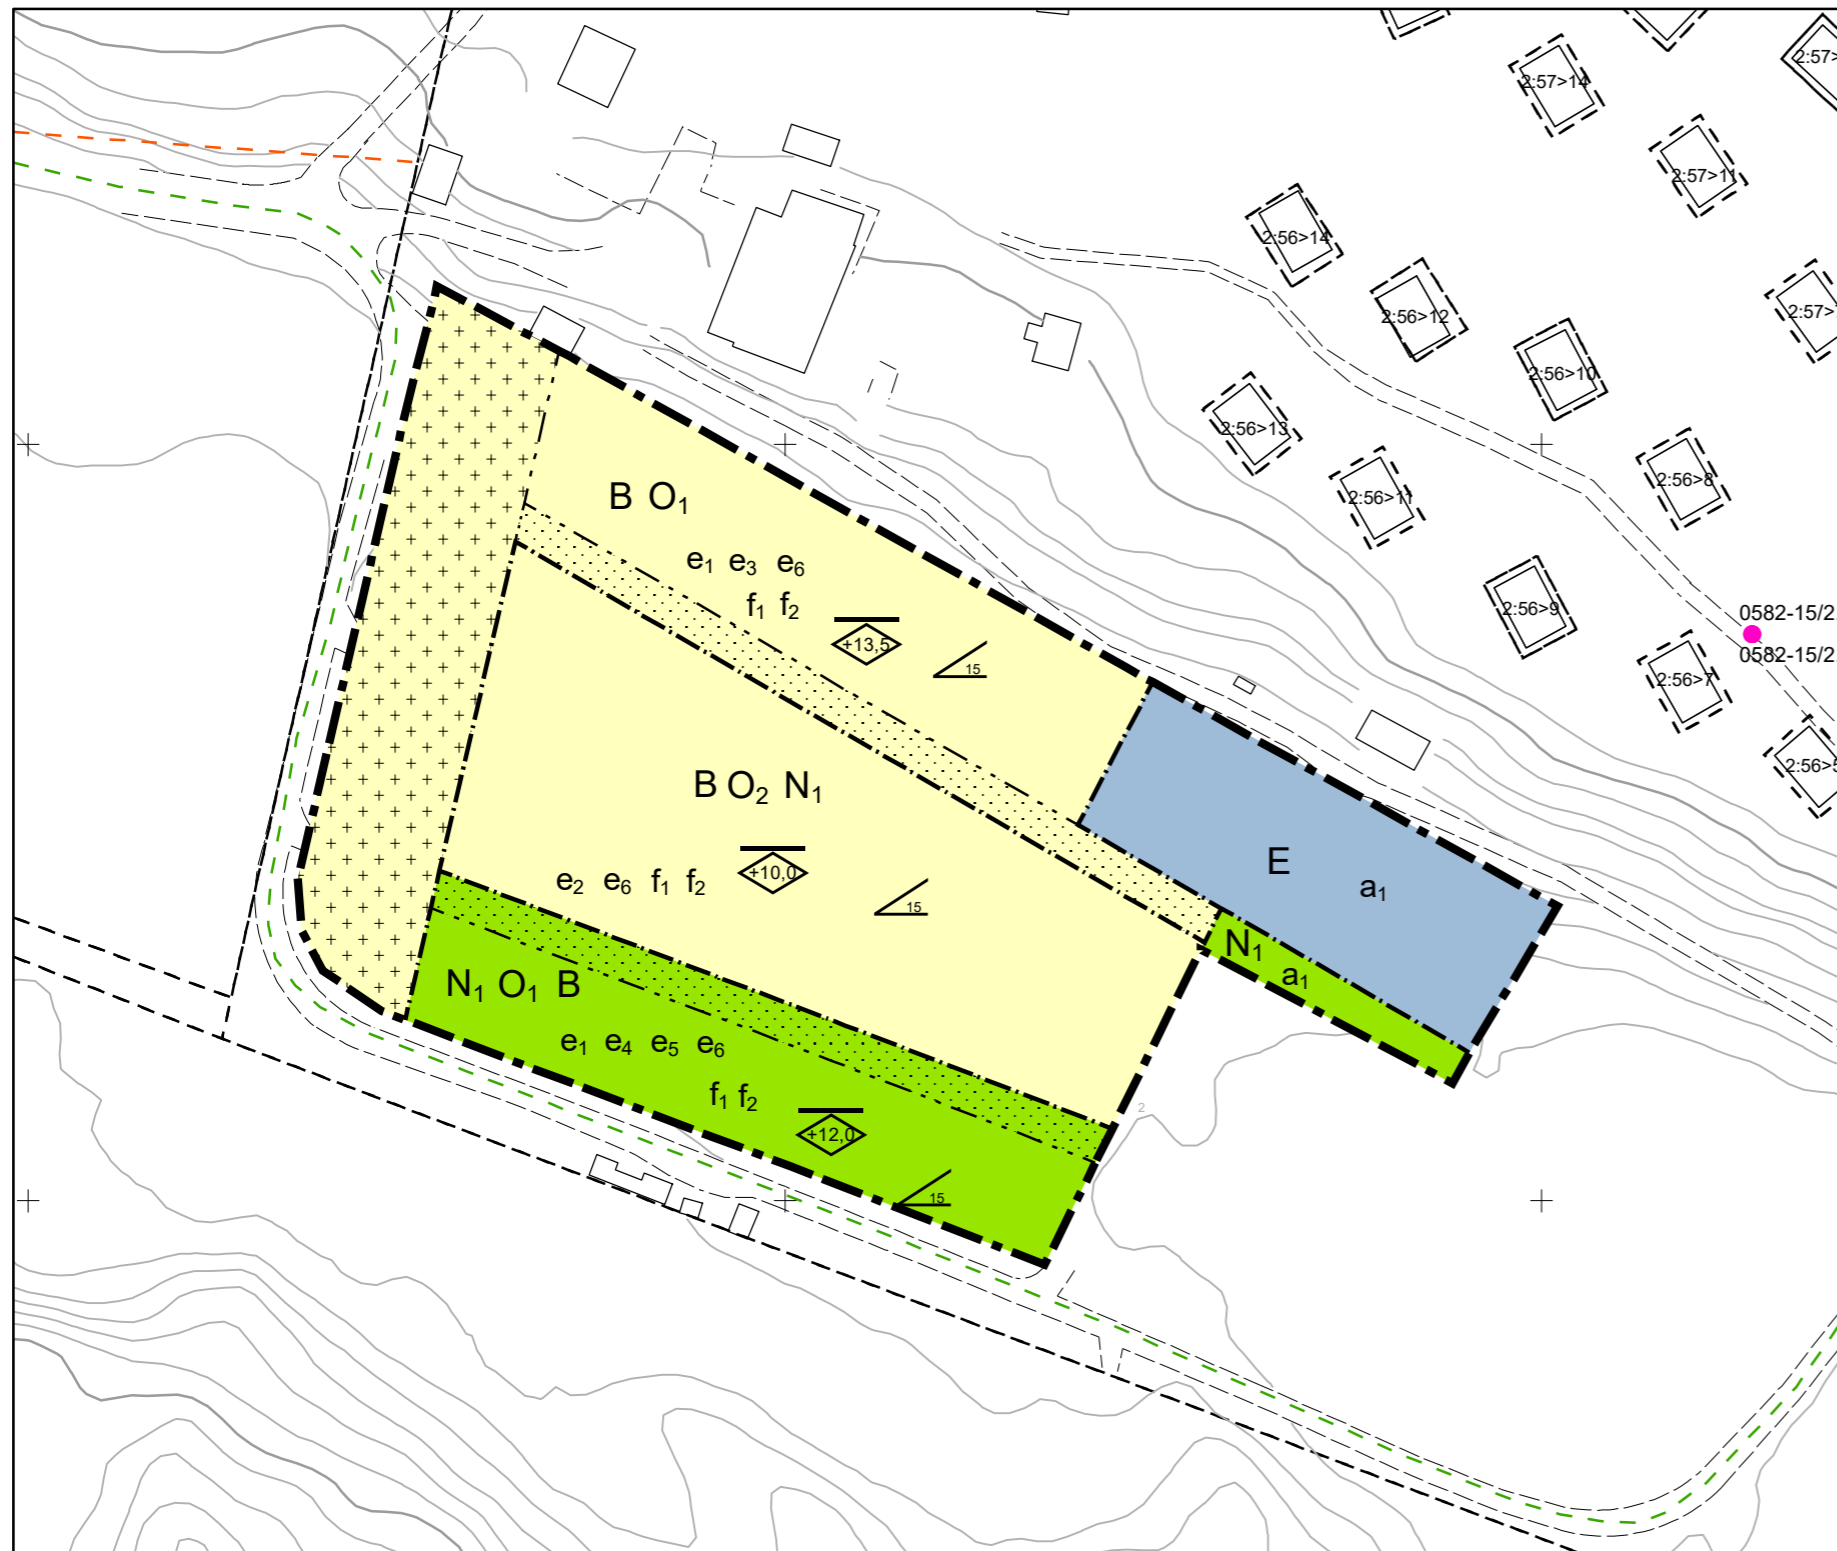 2:57>
2:57>14
2:57>11
2:56>14
2:57>
2:56>12
2:56>10
2:56>13
2:56>8
2:56>11
B O₁
e₁ e₃ e₆
f₁ f₂
+13,5
15
2:56>9
0582-15/2
0582-15/2
2:56>7
2:56>5
B O₂ N₁
+10,0
e₂ e₆ f₁ f₂
15
E
a₁
N₁
a₁
N₁ O₁ B
e₁ e₄ e₅ e₆
f₁ f₂
+12,0
15
2